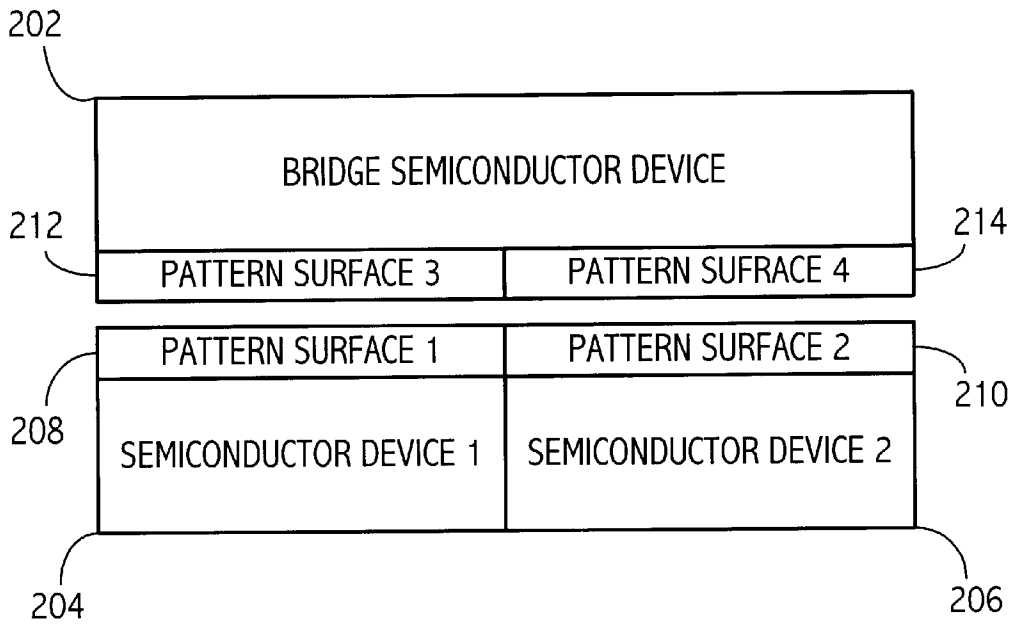 202
BRIDGE SEMICONDUCTOR DEVICE
212
214
PATTERN SURFACE 3
PATTERN SUFRACE 4
PATTERN SURFACE 1
PATTERN SURFACE 2
208
210
SEMICONDUCTOR DEVICE 1
SEMICONDUCTOR DEVICE 2
204
206